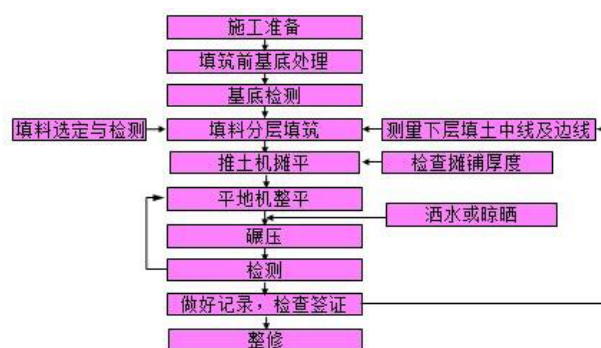 施工准备
填筑前基底处理
基底检测
填料选定与检测
填料分层填筑
测量下层填土中线及边线
推土机摊平
检查摊铺厚度
平地机整平
洒水或晾晒
碾压
检测
做好记录，检查签证
整修